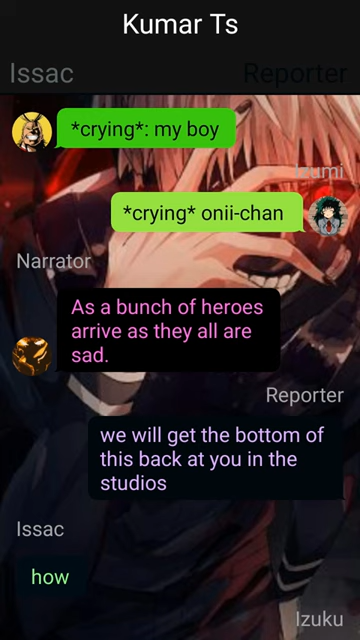 Kumar Ts
Issac
Reporter
*crying*: my boy
Izumi
*crying* onii-chan
Narrator
As a bunch of heroes
arrive as they all are
sad.
Reporter
we will get the bottom of
this back at you in the
studios
Issac
how
Izuku